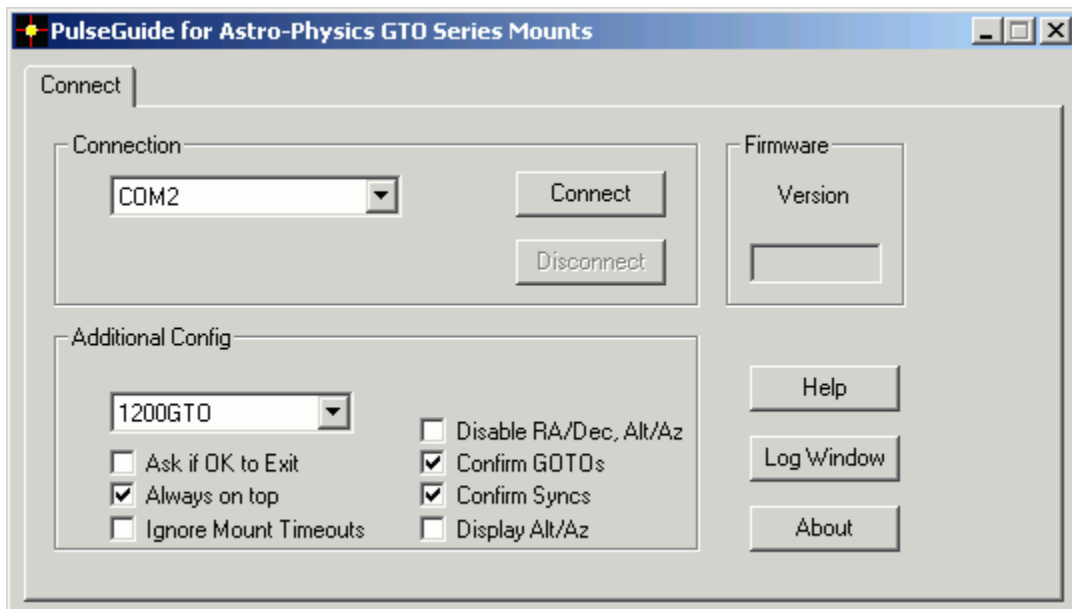 PulseGuide for Astro-Physics GTO Series Mounts
Connect
Connection
COM2
Connect
Disconnect
Firmware
Version
Additional Config
1200GTO
Ask if OK to Exit
Always on top
Ignore Mount Timeouts
Disable RA/Dec, Alt/Az
Confirm GOTOs
Confirm Syncs
Display Alt/Az
Help
Log Window
About